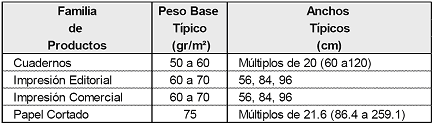 Familia de Productos | Peso Base Típico (gr/m²) | Anchos Típicos (cm)
Cuadernos | 50 a 60 | Múltiplos de 20 (60 a120)
Impresión Editorial | 60 a 70 | 56, 84, 96
Impresión Comercial | 60 a 70 | 56, 84, 96
Papel Cortado | 75 | Múltiplos de 21.6 (86.4 a 259.1)